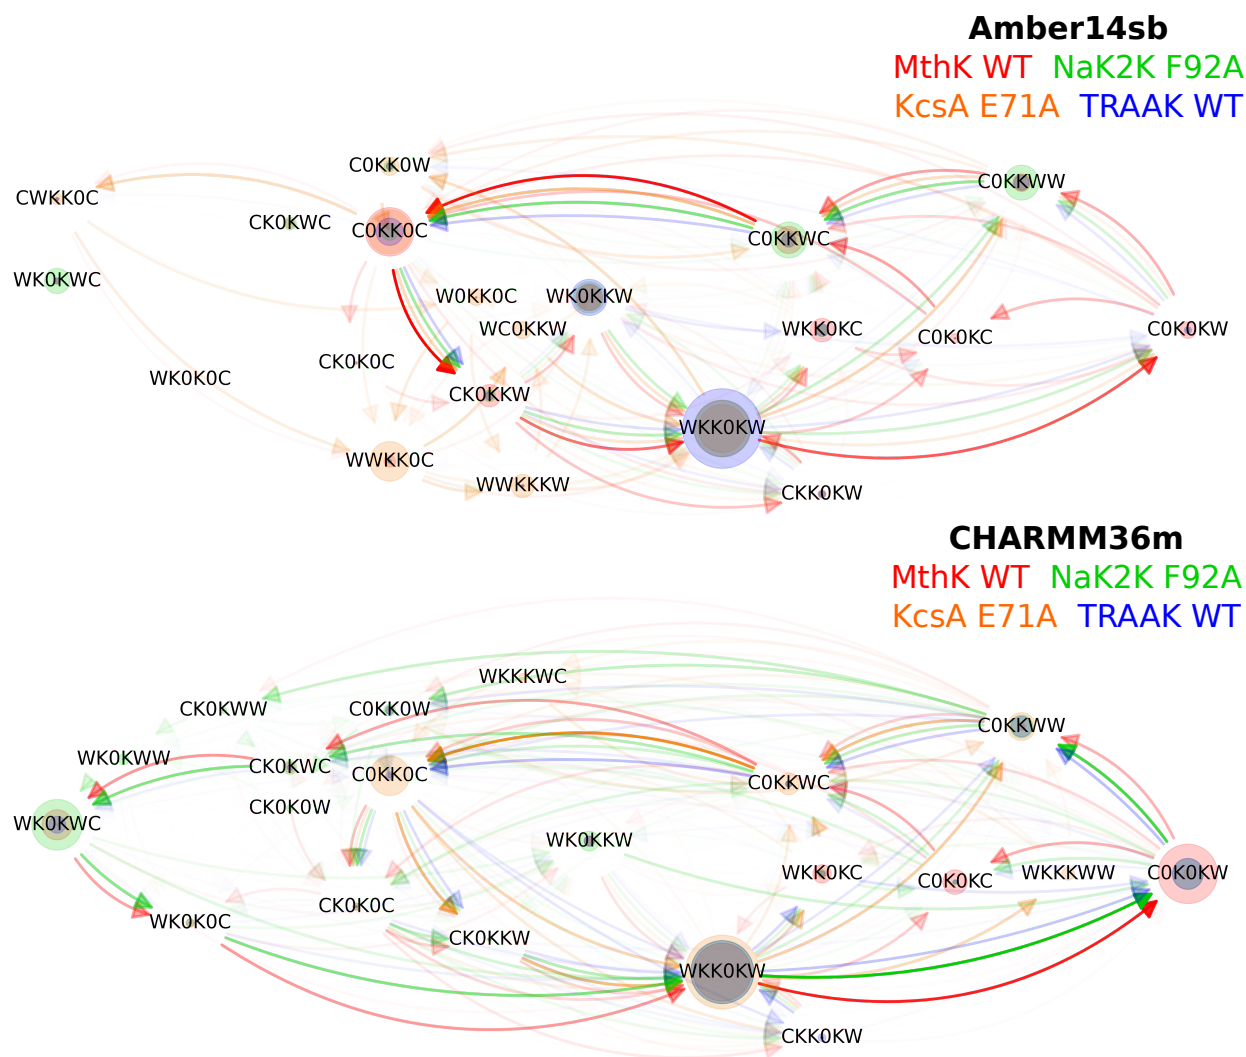 Amber14sb
MthK WT NaK2K F92A
KcsA E71A TRAAK WT
C0KK0W
C0KKWW
CWKK0C
CK0KWC
C0KK0C
C0KKWC
WK0KWC
W0KK0C
WK0KKW
WC0KKW
WKK0KC
C0K0KC
C0K0KW
CK0K0C
WK0K0C
CK0KKW
WKK0KW
WWKK0C
WWKKKW
CKK0KW
CHARMM36m
MthK WT NaK2K F92A
KcsA E71A TRAAK WT
WKKKWC
CK0KWW
C0KK0W
C0KKWW
WK0KWW
CK0KWC
C0KK0C
C0KKWC
CK0K0W
WK0KWC
WK0KKW
WKK0KC
C0K0KC
WKKKWW
C0K0KW
CK0K0C
WK0K0C
CK0KKW
WKK0KW
CKK0KW